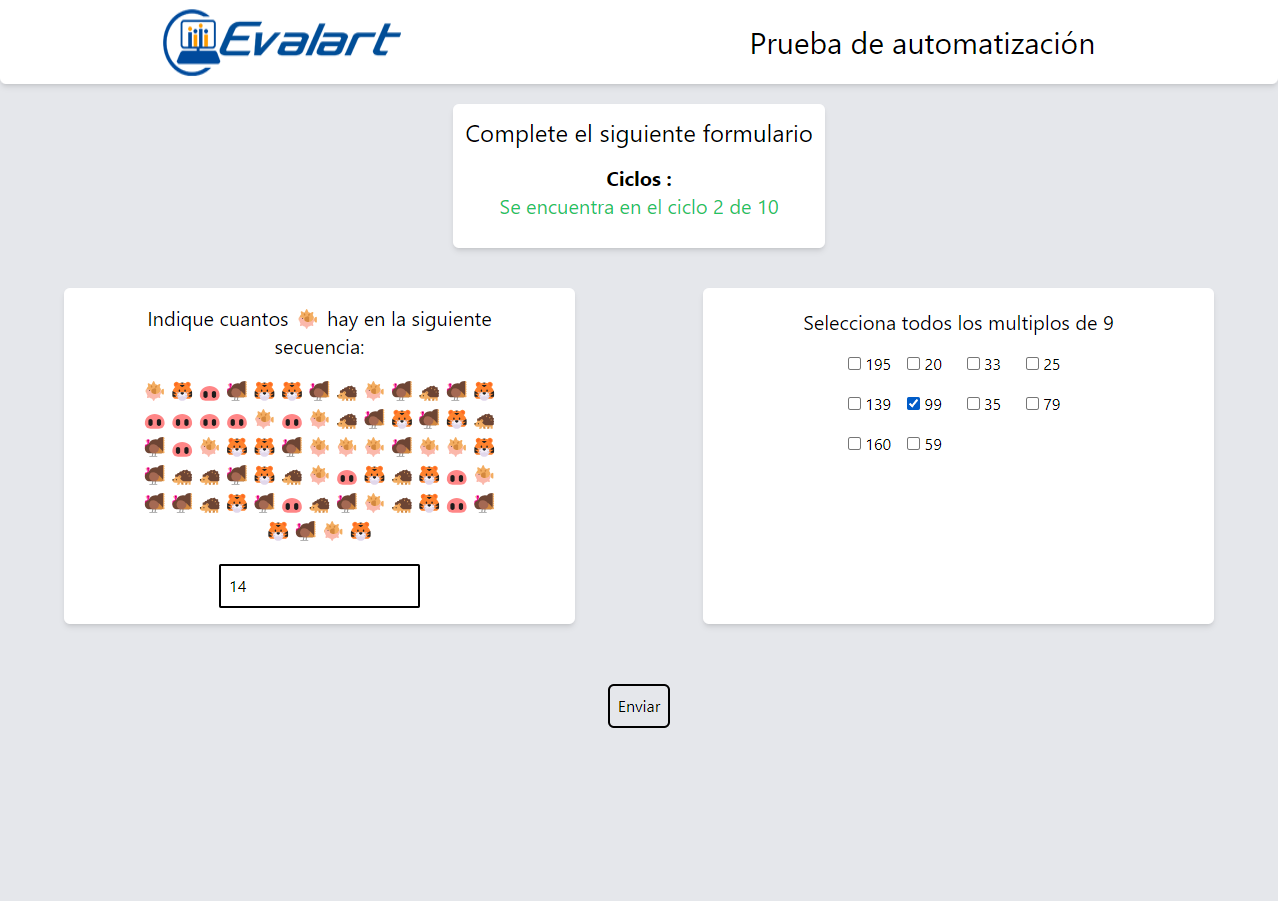 Evalart
Prueba de automatización
Complete el siguiente formulario
Ciclos :
Se encuentra en el ciclo 2 de 10
Indique cuantos 🐡 hay en la siguiente
secuencia:
14
Selecciona todos los multiplos de 9
195 20 33 25
139 99 35 79
160 59
Enviar